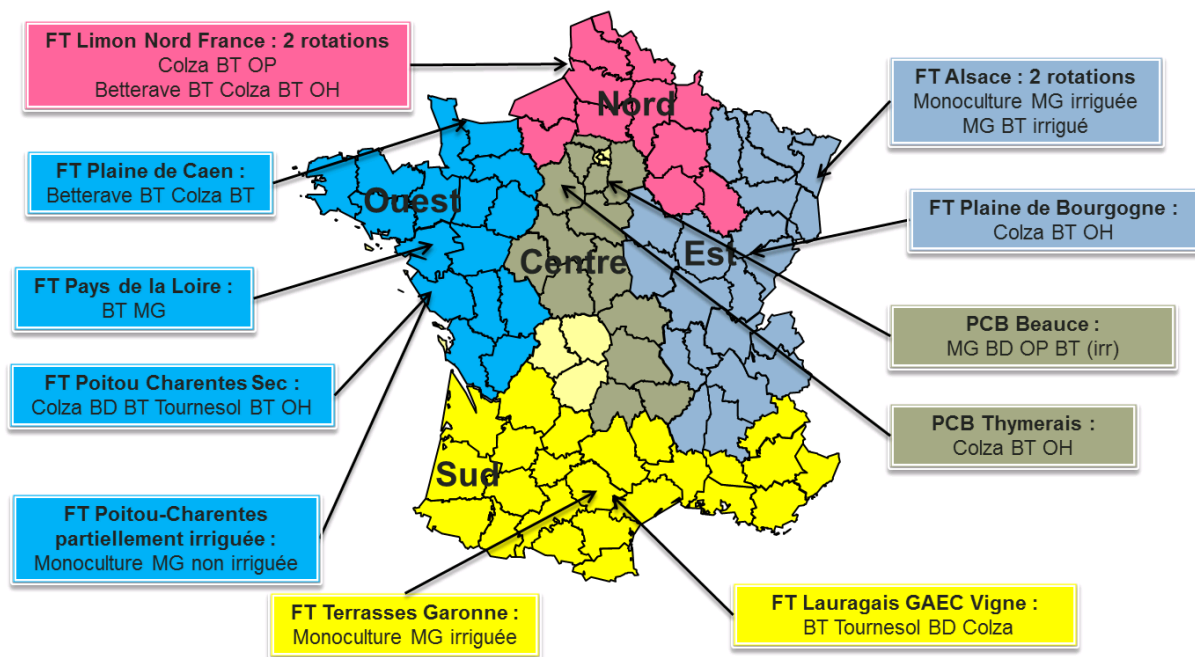 FT Limon Nord France : 2 rotations
Colza BT OP
Betterave BT Colza BT OH
FT Alsace : 2 rotations
Monoculture MG irriguée
MG BT irrigué
Nord
FT Plaine de Caen :
Betterave BT Colza BT
Ouest
FT Plaine de Bourgogne :
Colza BT OH
Centre
Est
FT Pays de la Loire :
BT MG
PCB Beauce :
MG BD OP BT (irr)
FT Poitou Charentes Sec :
Colza BD BT Tournesol BT OH
PCB Thymerais :
Colza BT OH
Sud
FT Poitou-Charentes
partiellement irriguée :
Monoculture MG non irriguée
FT Terrasses Garonne :
Monoculture MG irriguée
FT Lauragais GAEC Vigne :
BT Tournesol BD Colza